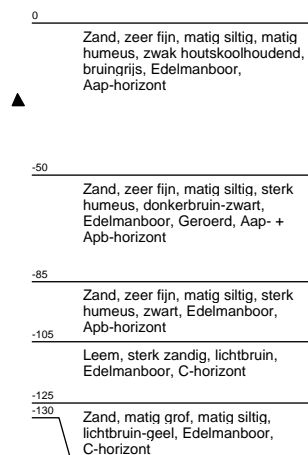 0
Zand, zeer fijn, matig siltig, matig
humeus, zwak houtskoolhoudend,
bruingrijs, Edelmanboor,
Aap-horizont
-50
Zand, zeer fijn, matig siltig, sterk
humeus, donkerbruin-zwart,
Edelmanboor, Geroerd, Aap- +
Apb-horizont
-85
Zand, zeer fijn, matig siltig, sterk
humeus, zwart, Edelmanboor,
Apb-horizont
-105
Leem, sterk zandig, lichtbruin,
Edelmanboor, C-horizont
-125
-130
Zand, matig grof, matig siltig,
lichtbruin-geel, Edelmanboor,
C-horizont